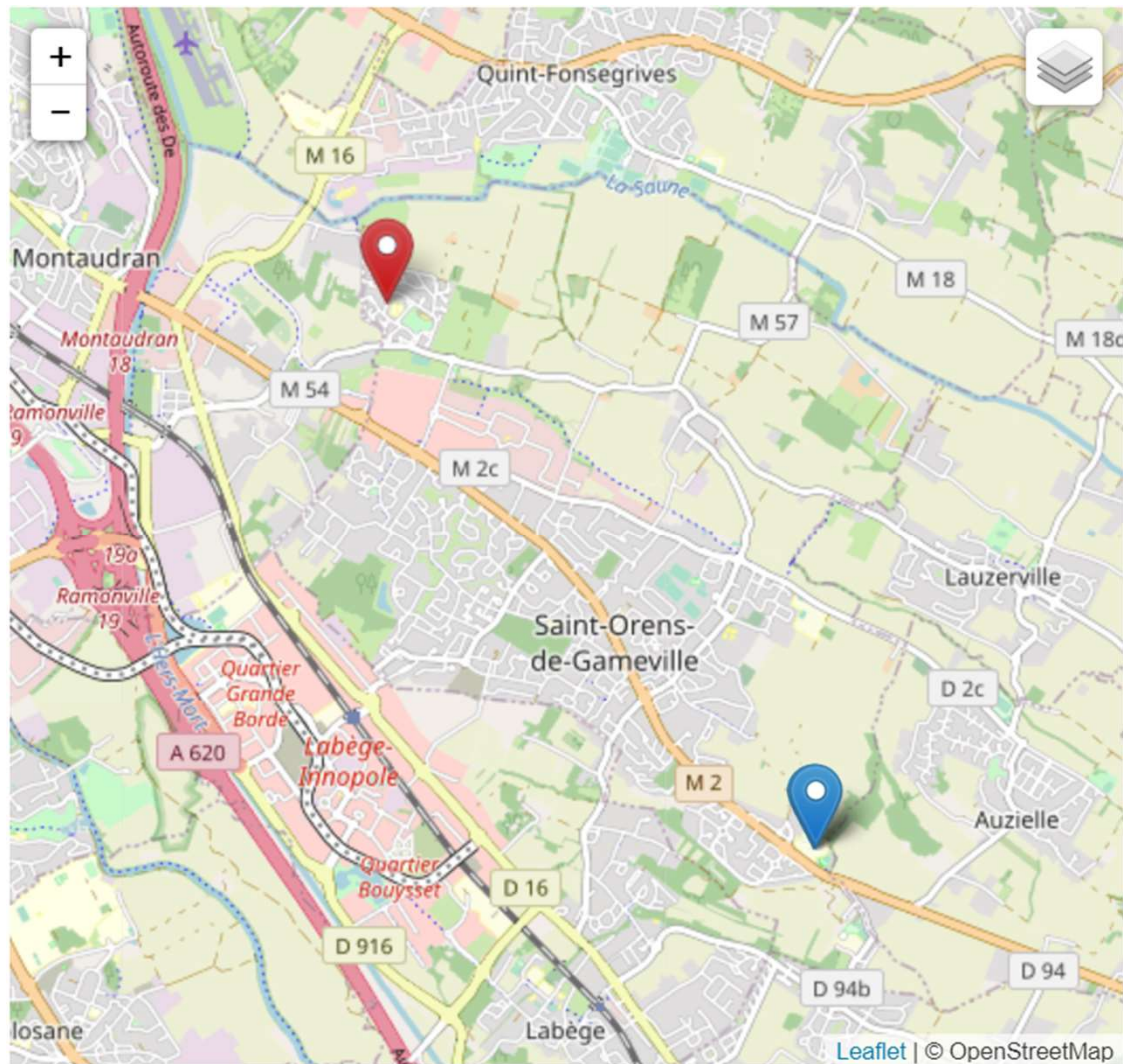 +
−
Autoroute des De
Quint-Fonsegrives
M 16
La Saune
Montaudran
M 18
M 57
Montaudran
18
M 18c
M 54
Ramonville
9
M 2c
19a
Ramonville
19
Lauzerville
Saint-Orens-
de-Gameville
L'Hers-Mort
Quartier
Grande
Borde
D 2c
A 620
Labège-
Innopole
M 2
Auzielle
Quartier
Bouysset
D 16
D 916
D 94
D 94b
losane
Labège
Leaflet | © OpenStreetMap